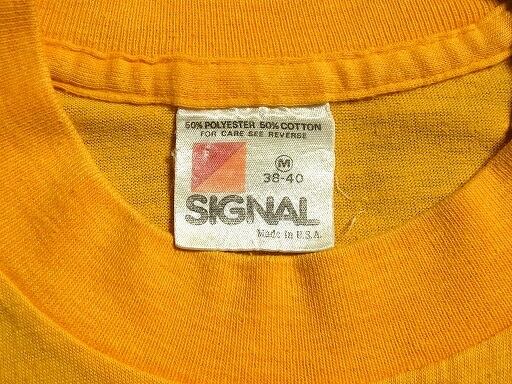 50% POLYESTER 50% COTTON
FOR CARE SEE REVERSE
M
38-40
SIGNAL
Made in U.S.A.